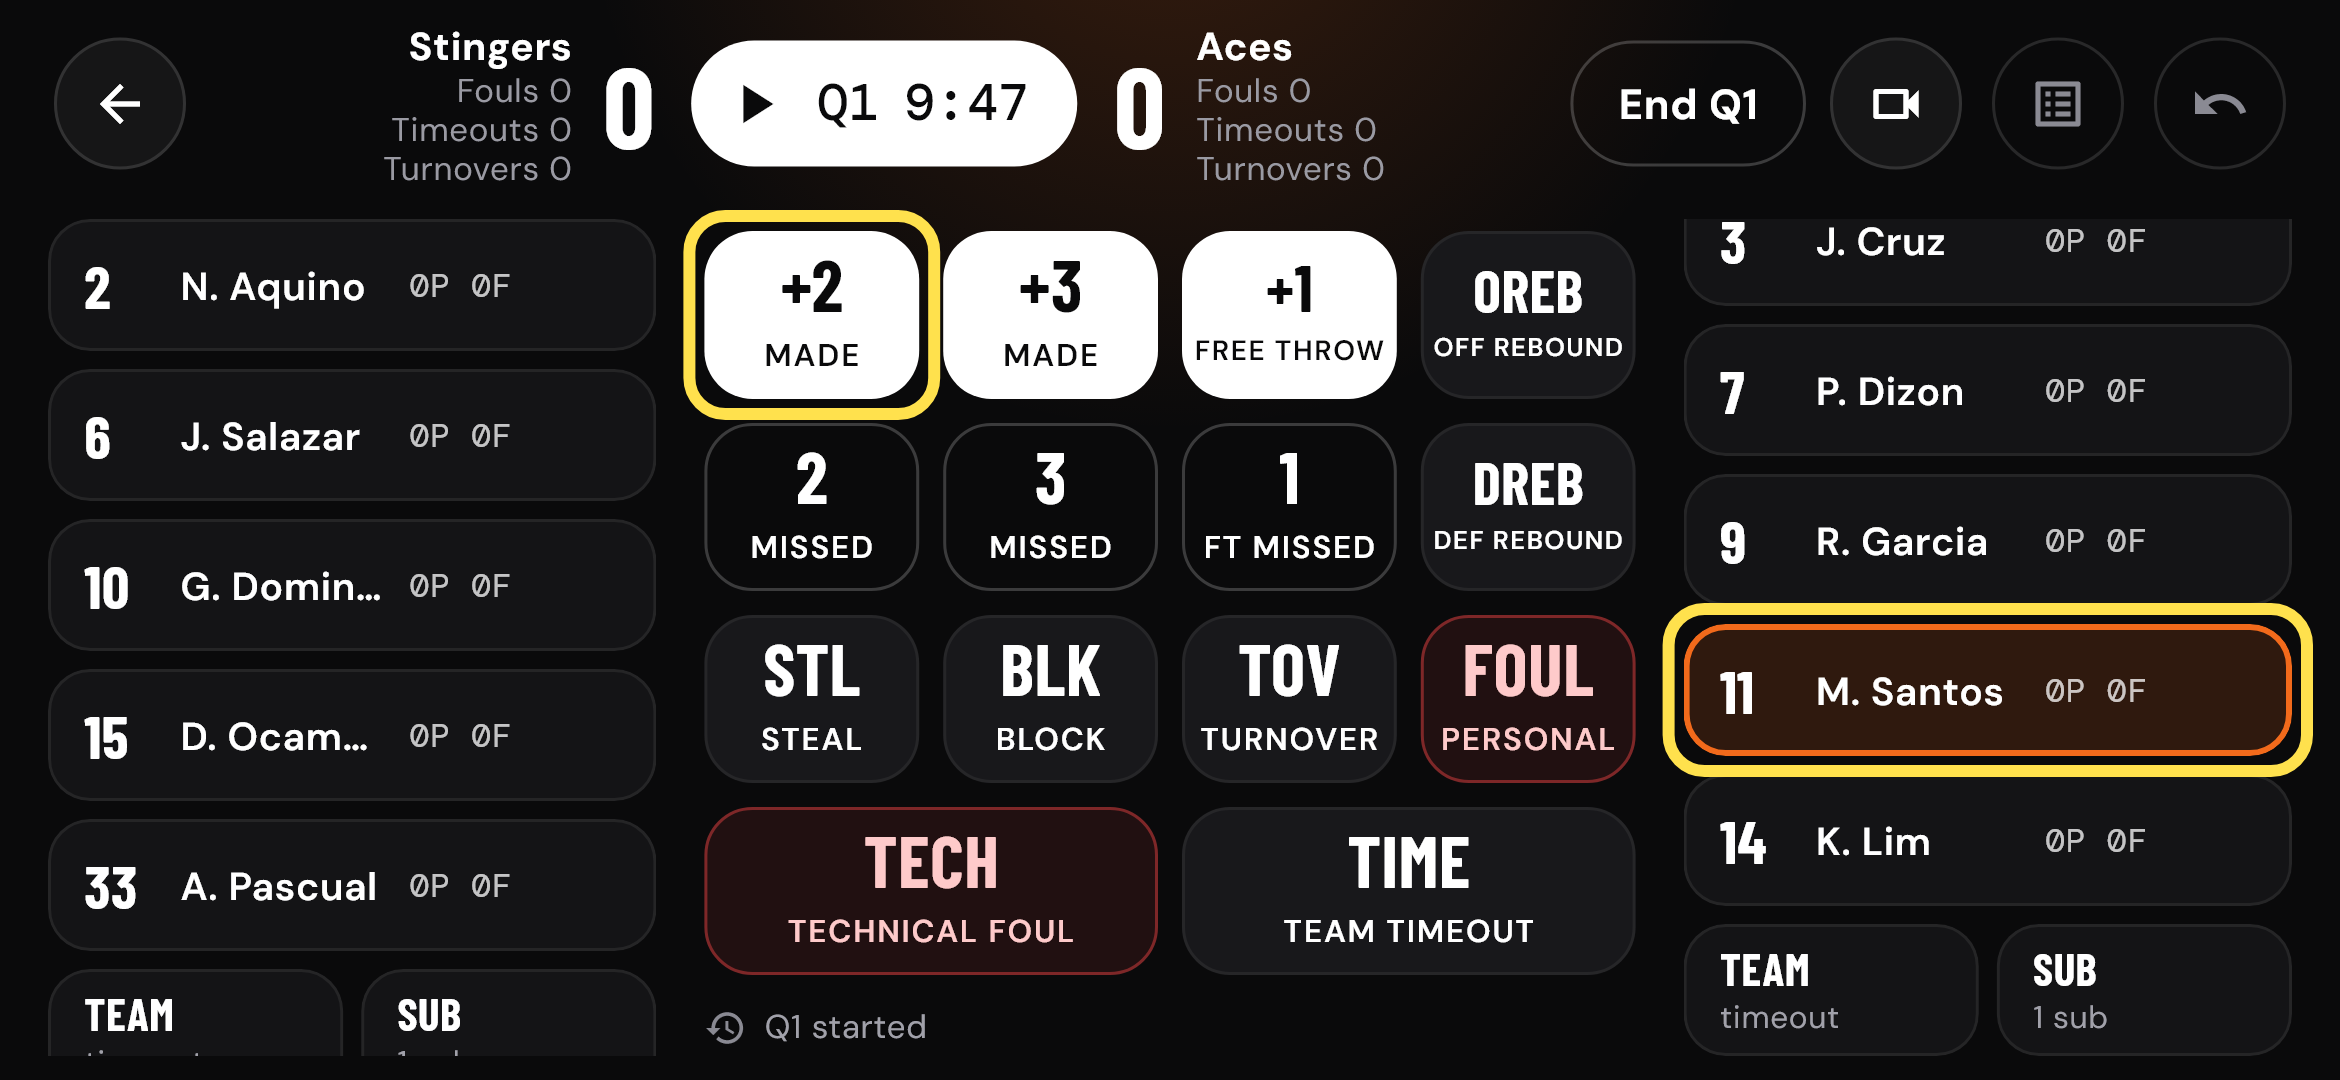 Stingers
Fouls 0
Timeouts 0
Turnovers 0
0
Q1 9:47
0
Aces
Fouls 0
Timeouts 0
Turnovers 0
End Q1
2 N. Aquino 0P 0F
6 J. Salazar 0P 0F
10 G. Domin... 0P 0F
15 D. Ocam... 0P 0F
33 A. Pascual 0P 0F
TEAM
SUB
+2
MADE
+3
MADE
+1
FREE THROW
OREB
OFF REBOUND
2
MISSED
3
MISSED
1
FT MISSED
DREB
DEF REBOUND
STL
STEAL
BLK
BLOCK
TOV
TURNOVER
FOUL
PERSONAL
TECH
TECHNICAL FOUL
TIME
TEAM TIMEOUT
Q1 started
3 J. Cruz 0P 0F
7 P. Dizon 0P 0F
9 R. Garcia 0P 0F
11 M. Santos 0P 0F
14 K. Lim 0P 0F
TEAM
timeout
SUB
1 sub